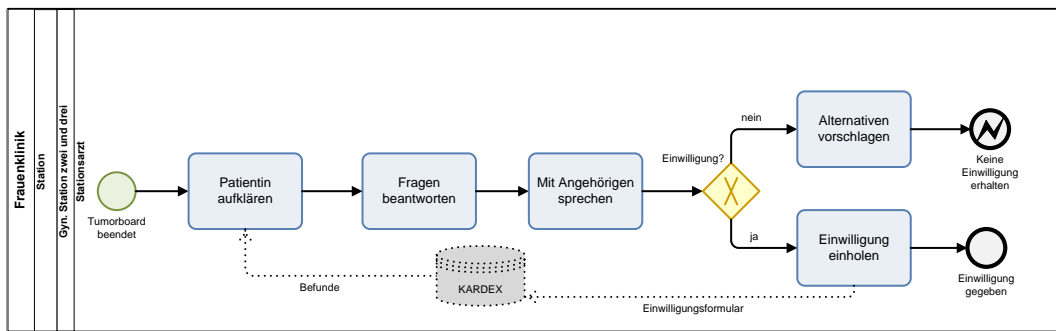 Frauenklinik
Station
Gyn. Station zwei und drei
Stationsarzt
Tumorboard
beendet
Patientin
aufklären
Fragen
beantworten
Mit Angehörigen
sprechen
Einwilligung?
nein
Alternativen
vorschlagen
Keine
Einwilligung
erhalten
ja
Einwilligung
einholen
Einwilligung
gegeben
Befunde
KARDEX
Einwilligungsformular